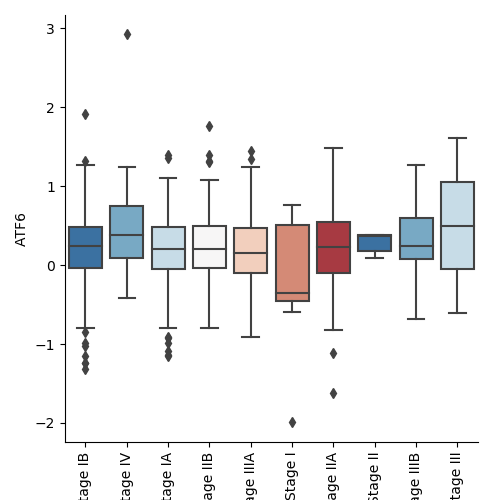 3
2
1
0
−1
−2
ATF6
tage IB
tage IV
tage IA
age IIB
age IIIA
Stage I
age IIA
Stage II
age IIIB
tage III